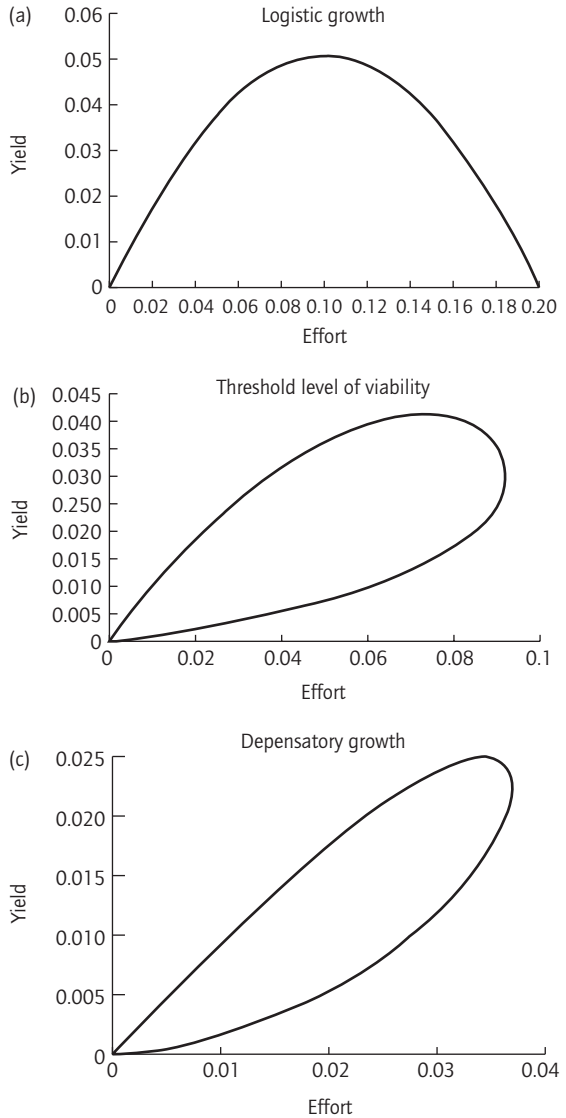 (a)
Logistic growth
0.06
0.05
0.04
0.03
0.02
0.01
0
Yield
0 0.02 0.04 0.06 0.08 0.10 0.12 0.14 0.16 0.18 0.20
Effort
(b)
Threshold level of viability
0.045
0.040
0.035
0.030
0.250
0.020
0.015
0.010
0.005
0
Yield
0 0.02 0.04 0.06 0.08 0.1
Effort
(c)
Depensatory growth
0.025
0.020
0.015
0.010
0.005
0
Yield
0 0.01 0.02 0.03 0.04
Effort